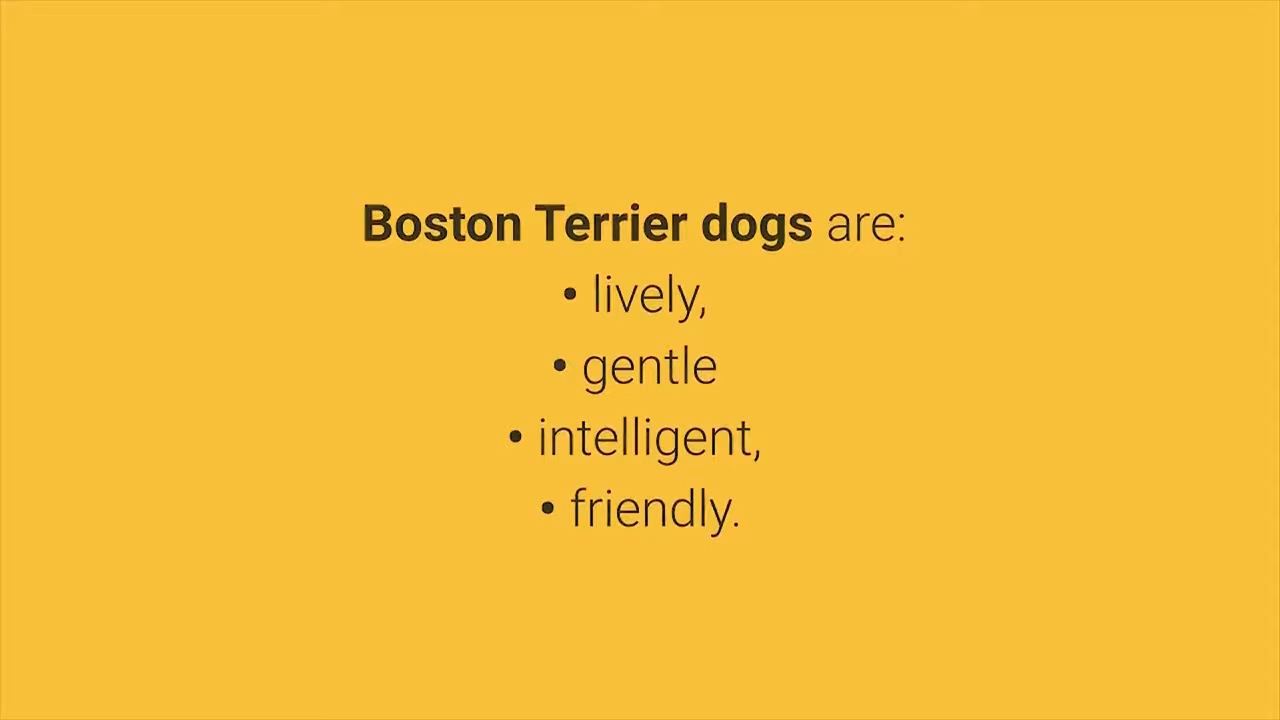 Boston Terrier dogs are:
• lively,
• gentle
• intelligent,
• friendly.